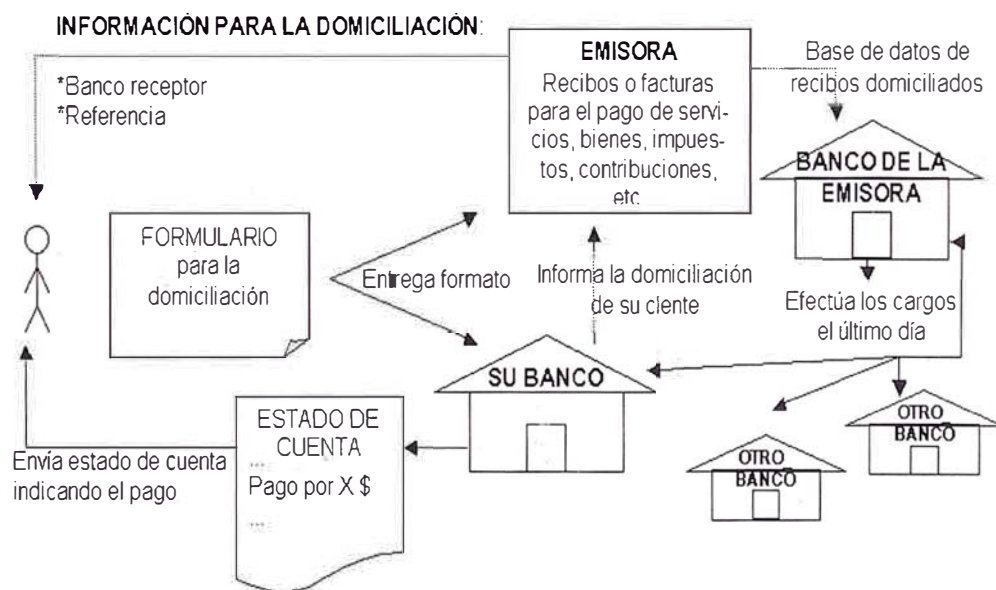 INFORMACIÓN PARA LA DOMICILIACIÓN:
*Banco receptor
*Referencia
EMISORA
Recibos o facturas
para el pago de servi-
cios, bienes, impues-
tos, contribuciones,
etc
Base de datos de
recibos domiciliados
BANCO DE LA
EMISORA
FORMULARIO
para la
domiciliación
Entrega formato
Informa la domiciliación
de su clente
Efectúa los cargos
el último día
SU BANCO
OTRO
BANCO
OTRO
BANCO
ESTADO DE
CUENTA
...
Pago por X $
...
Envía estado de cuenta
indicando el pago